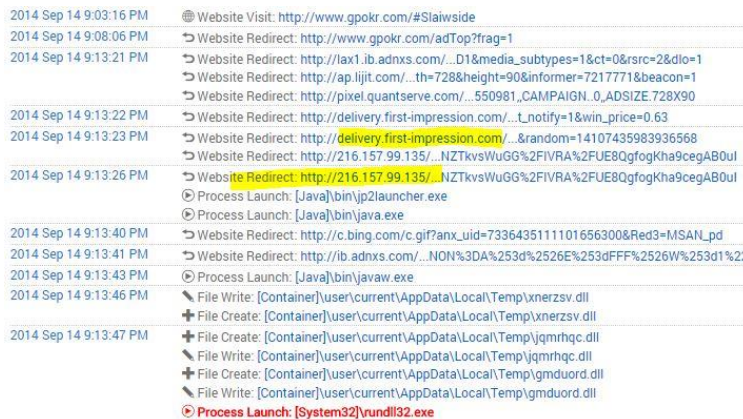 2014 Sep 14 9:03:16 PM Website Visit: http://www.gpokr.com/#Slaiwside
2014 Sep 14 9:08:06 PM Website Redirect: http://www.gpokr.com/adTop?frag=1
2014 Sep 14 9:13:21 PM Website Redirect: http://lax1.ib.adnxs.com/...D1&media_subtypes=1&ct=0&rsrc=2&dlo=1
Website Redirect: http://ap.lijit.com/...th=728&height=90&informer=7217771&beacon=1
Website Redirect: http://pixel.quantserve.com/...550981,,CAMPAIGN..0,,ADSIZE.728X90
2014 Sep 14 9:13:22 PM Website Redirect: http://delivery.first-impression.com/...t_notify=1&win_price=0.63
2014 Sep 14 9:13:23 PM Website Redirect: http://delivery.first-impression.com/...&random=14107435983936568
Website Redirect: http://216.157.99.135/...NZTkvsWuGG%2FIVRA%2FUE8QgfogKha9cegAB0uI
2014 Sep 14 9:13:26 PM Website Redirect: http://216.157.99.135/...NZTkvsWuGG%2FIVRA%2FUE8QgfogKha9cegAB0uI
Process Launch: [Java]\bin\jp2launcher.exe
Process Launch: [Java]\bin\java.exe
2014 Sep 14 9:13:40 PM Website Redirect: http://c.bing.com/c.gif?anx_uid=7336435111101656300&Red3=MSAN_pd
2014 Sep 14 9:13:41 PM Website Redirect: http://ib.adnxs.com/...NON%3DA%253d%2526E%253dFFF%2526W%253d1%22
2014 Sep 14 9:13:43 PM Process Launch: [Java]\bin\javaw.exe
2014 Sep 14 9:13:46 PM File Write: [Container]\user\current\AppData\Local\Temp\xnerzsv.dll
File Create: [Container]\user\current\AppData\Local\Temp\xnerzsv.dll
2014 Sep 14 9:13:47 PM File Create: [Container]\user\current\AppData\Local\Temp\jqmrhqc.dll
File Write: [Container]\user\current\AppData\Local\Temp\jqmrhqc.dll
File Create: [Container]\user\current\AppData\Local\Temp\gmduord.dll
File Write: [Container]\user\current\AppData\Local\Temp\gmduord.dll
Process Launch: [System32]\rundll32.exe